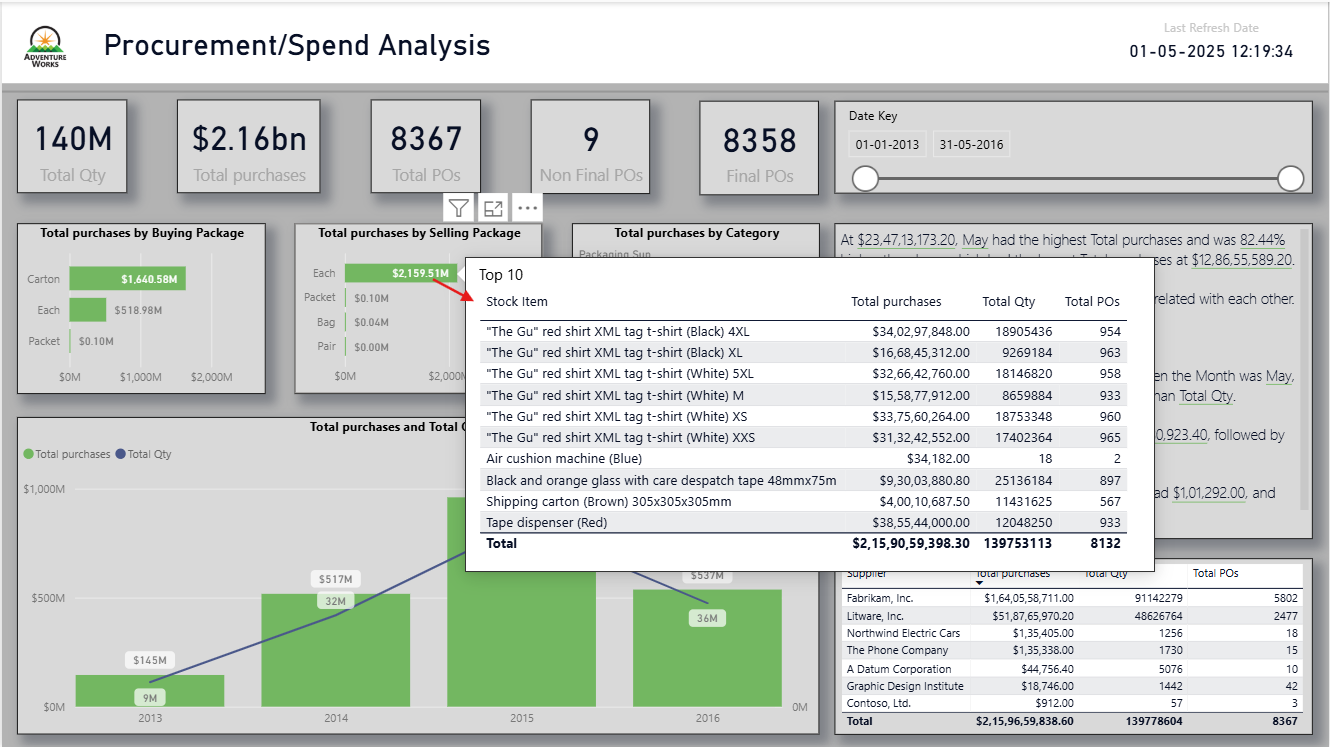 ADVENTURE
WORKS
Procurement/Spend Analysis
Last Refresh Date
01-05-2025 12:19:34
140M
Total Qty
$2.16bn
Total purchases
8367
Total POs
9
Non Final POs
8358
Final POs
Date Key
01-01-2013 31-05-2016
Total purchases by Buying Package
Carton $1,640.58M
Each $518.98M
Packet $0.10M
$0M $1,000M $2,000M
Total purchases by Selling Package
Each $2,159.51M
Packet $0.10M
Bag $0.04M
Pair $0.00M
$0M $2,000M
Total purchases by Category
Packaging Sup
At $23,47,13,173.20, May had the highest Total purchases and was 82.44%
at $12,86,55,589.20.
related with each other.
the Month was May,
Total Qty.
0,923.40, followed by
$1,01,292.00, and
Top 10
Stock Item Total purchases Total Qty Total POs
"The Gu" red shirt XML tag t-shirt (Black) 4XL $34,02,97,848.00 18905436 954
"The Gu" red shirt XML tag t-shirt (Black) XL $16,68,45,312.00 9269184 963
"The Gu" red shirt XML tag t-shirt (White) 5XL $32,66,42,760.00 18146820 958
"The Gu" red shirt XML tag t-shirt (White) M $15,58,77,912.00 8659884 933
"The Gu" red shirt XML tag t-shirt (White) XS $33,75,60,264.00 18753348 960
"The Gu" red shirt XML tag t-shirt (White) XXS $31,32,42,552.00 17402364 965
Air cushion machine (Blue) $34,182.00 18 2
Black and orange glass with care despatch tape 48mmx75m $9,30,03,880.80 25136184 897
Shipping carton (Brown) 305x305x305mm $4,00,10,687.50 11431625 567
Tape dispenser (Red) $38,55,44,000.00 12048250 933
Total $2,15,90,59,398.30 139753113 8132
Total purchases and Total
Total purchases Total Qty
$1,000M
$500M
$0M
$145M
9M
$517M
32M
$537M
36M
0M
2013 2014 2015 2016
Supplier Total purchases Total Qty Total POs
Fabrikam, Inc. $1,64,05,58,711.00 91142279 5802
Litware, Inc. $51,87,65,970.20 48626764 2477
Northwind Electric Cars $1,35,405.00 1256 18
The Phone Company $1,35,338.00 1730 15
A Datum Corporation $44,756.40 5076 10
Graphic Design Institute $18,746.00 1442 42
Contoso, Ltd. $912.00 57 3
Total $2,15,96,59,838.60 139778604 8367